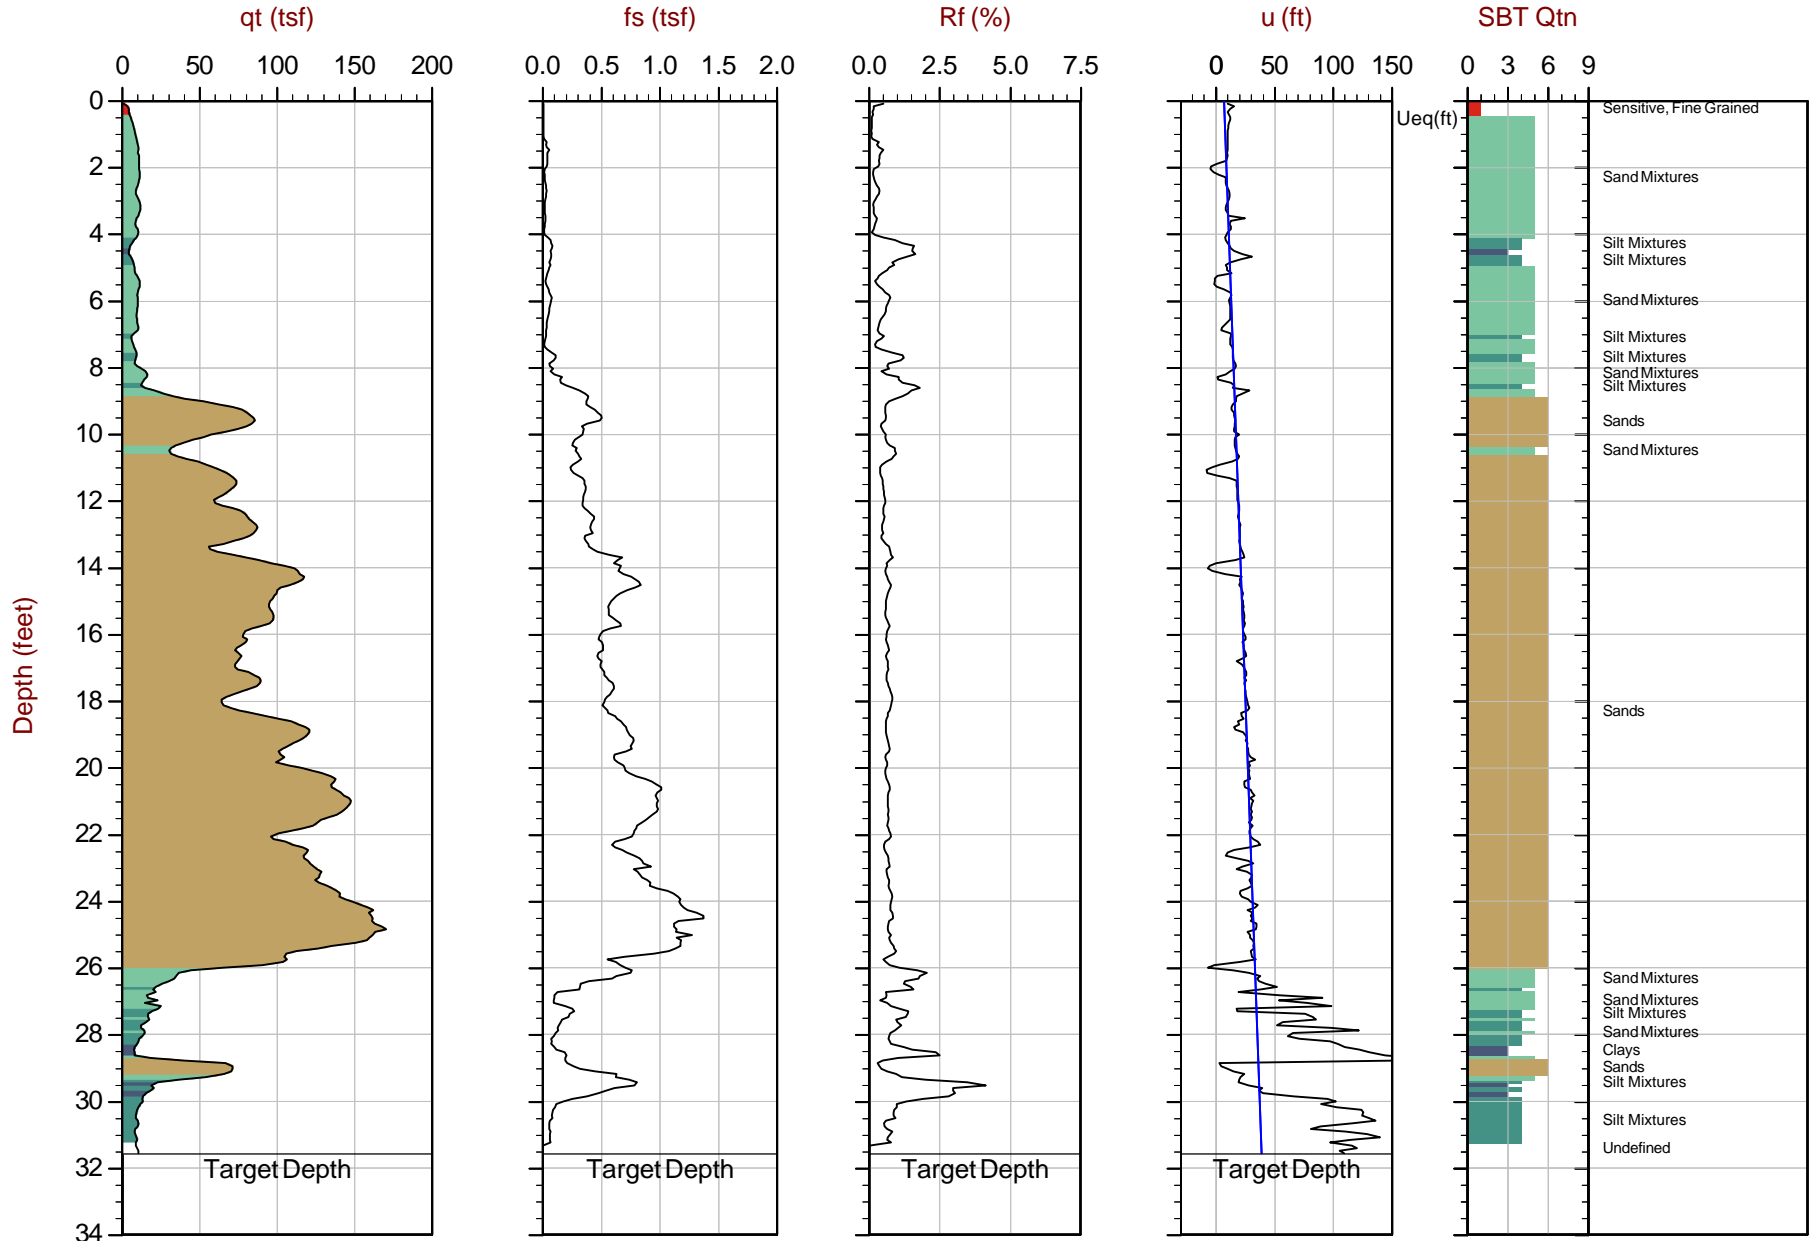 qt (tsf) fs (tsf) Rf (%) u (ft) SBT Qtn
0 50 100 150 200 0.0 0.5 1.0 1.5 2.0 0.0 2.5 5.0 7.5 0 50 100 150 0 3 6 9
0
Ueq(ft)
Sensitive, Fine Grained
2
Sand Mixtures
4
Silt Mixtures
Silt Mixtures
6
Sand Mixtures
Silt Mixtures
Silt Mixtures
8
Sand Mixtures
Silt Mixtures
Sands
10
Sand Mixtures
12
14
16
Depth (feet)
18
Sands
20
22
24
26
Sand Mixtures
Sand Mixtures
Silt Mixtures
28
Sand Mixtures
Clays
Sands
Silt Mixtures
30
Silt Mixtures
Undefined
32
Target Depth Target Depth Target Depth Target Depth
34